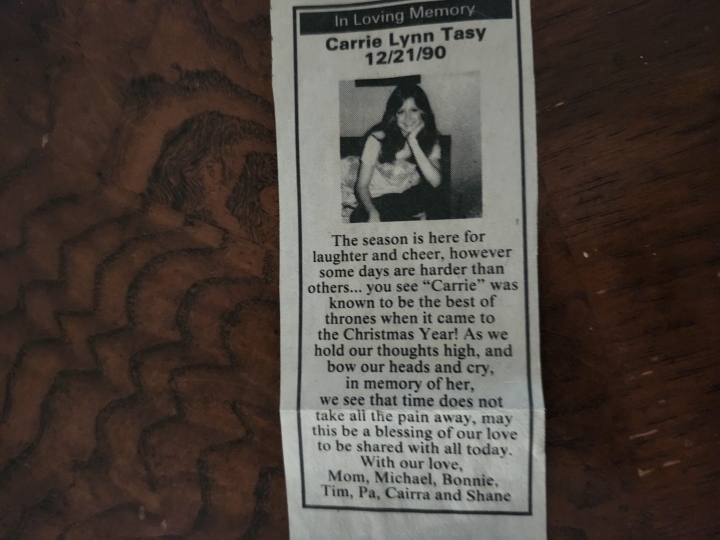 In Loving Memory
Carrie Lynn Tasy
12/21/90
The season is here for
laughter and cheer, however
some days are harder than
others... you see “Carrie” was
known to be the best of
thrones when it came to
the Christmas Year! As we
hold our thoughts high, and
bow our heads and cry,
in memory of her,
we see that time does not
take all the pain away, may
this be a blessing of our love
to be shared with all today.
With our love,
Mom, Michael, Bonnie,
Tim, Pa, Cairra and Shane